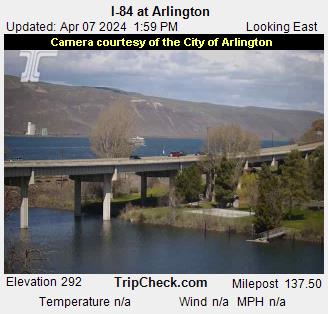 I-84 at Arlington
Updated: Apr 07 2024 1:59 PM Looking East
Camera courtesy of the City of Arlington
Elevation 292 TripCheck.com Milepost 137.50
Temperature n/a Wind n/a MPH n/a